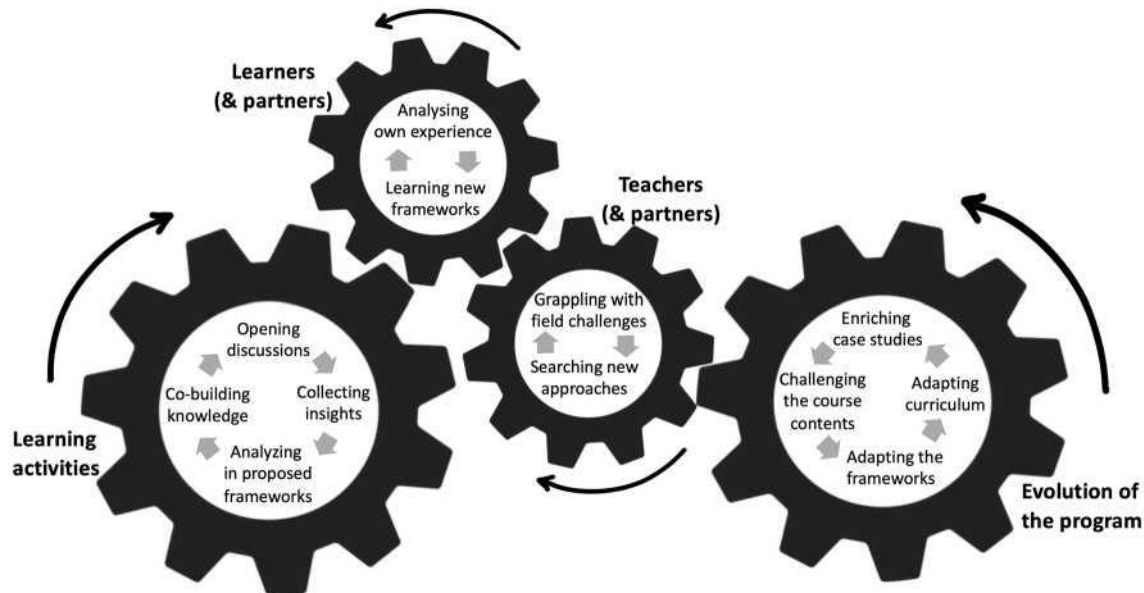 Learners
(& partners)
Analysing
own experience
Learning new
frameworks
Teachers
(& partners)
Grappling with
field challenges
Searching new
approaches
Opening
discussions
Collecting
insights
Analyzing
in proposed
frameworks
Co-building
knowledge
Learning
activities
Enriching
case studies
Challenging
the course
contents
Adapting the
frameworks
Adapting
curriculum
Evolution of
the program